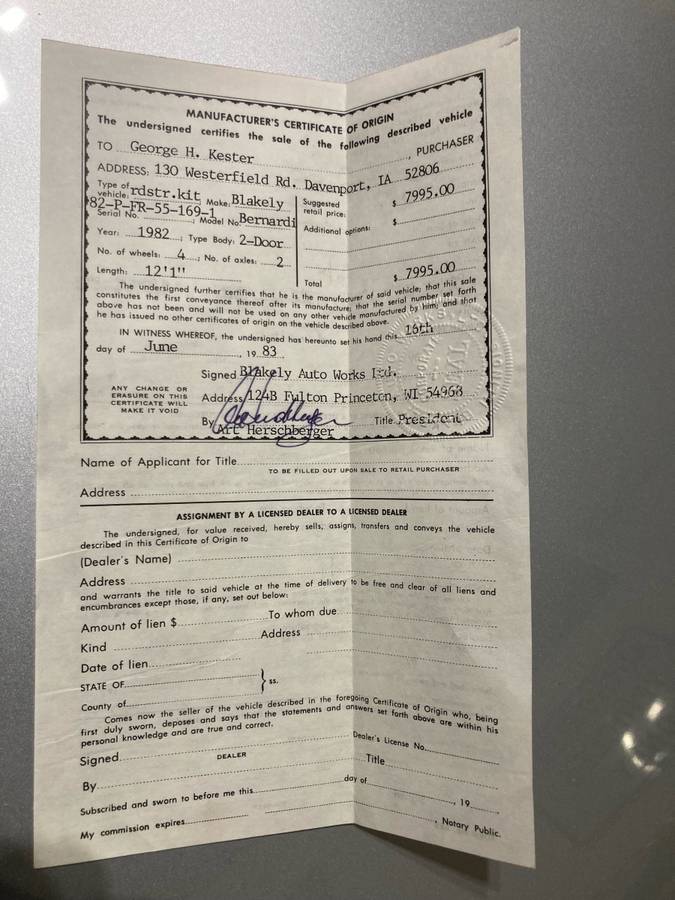 MANUFACTURER'S CERTIFICATE OF ORIGIN
The undersigned certifies the sale of the following described vehicle
TO George H. Kester , PURCHASER
ADDRESS: 130 Westerfield Rd. Davenport, IA 52806
Type of vehicle: rdstr.kit Make: Blakely
Suggested retail price: $ 7995.00
82-P-FR-55-169-1
Serial No. ; Model No. Bernardi
Additional options: $
Year: 1982 ; Type Body: 2-Door
No. of wheels: 4 ; No. of axles: 2
Length: 12'1"
Total $ 7995.00
The undersigned further certifies that he is the manufacturer of said vehicle; that this sale
constitutes the first conveyance thereof after its manufacture; that the serial number set forth
above has not been and will not be used on any other vehicle manufactured by him; and that
he has issued no other certificates of origin on the vehicle described above.
IN WITNESS WHEREOF, the undersigned has hereunto set his hand this 16th
day of June , 19 83
Signed Blakely Auto Works Ltd.
ANY CHANGE OR
ERASURE ON THIS
CERTIFICATE WILL
MAKE IT VOID
Address 124B Fulton Princeton, WI 54968
By Art Herschberger Title President
Name of Applicant for Title
TO BE FILLED OUT UPON SALE TO RETAIL PURCHASER
Address
ASSIGNMENT BY A LICENSED DEALER TO A LICENSED DEALER
The undersigned, for value received, hereby sells, assigns, transfers and conveys the vehicle
described in this Certificate of Origin to
(Dealer's Name)
Address
and warrants the title to said vehicle at the time of delivery to be free and clear of all liens and
encumbrances except those, if any, set out below:
Amount of lien $ To whom due
Kind Address
Date of lien
STATE OF
} ss.
County of
Comes now the seller of the vehicle described in the foregoing Certificate of Origin who, being
first duly sworn, deposes and says that the statements and answers set forth above are within his
personal knowledge and are true and correct.
Dealer's License No.
Signed
DEALER
Title
By
Subscribed and sworn to before me this day of , 19
My commission expires , Notary Public.